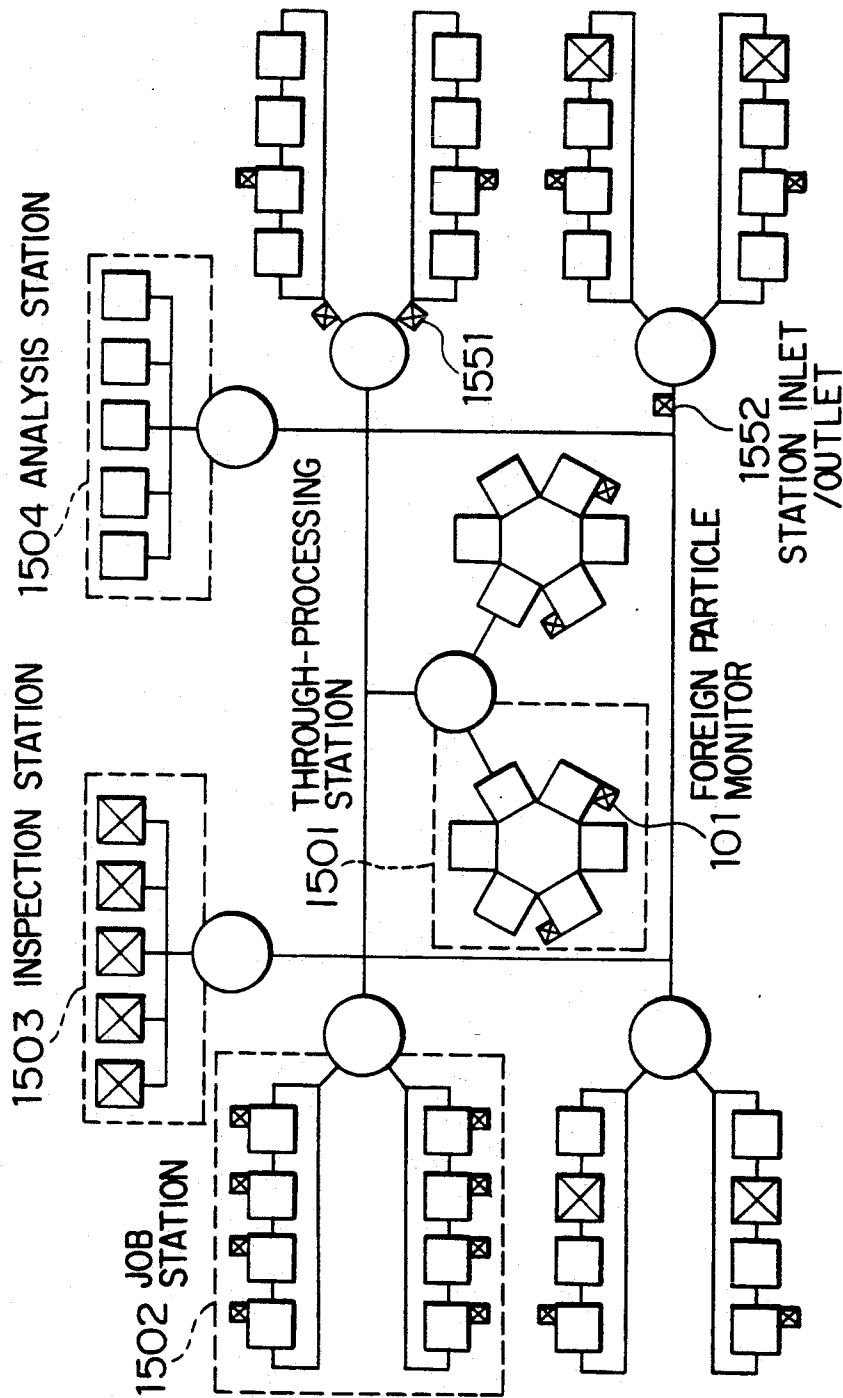 1503 INSPECTION STATION
1504 ANALYSIS STATION
1502 JOB
STATION
1501 THROUGH-PROCESSING
STATION
1551
101 FOREIGN PARTICLE
MONITOR
1552
STATION INLET
/OUTLET